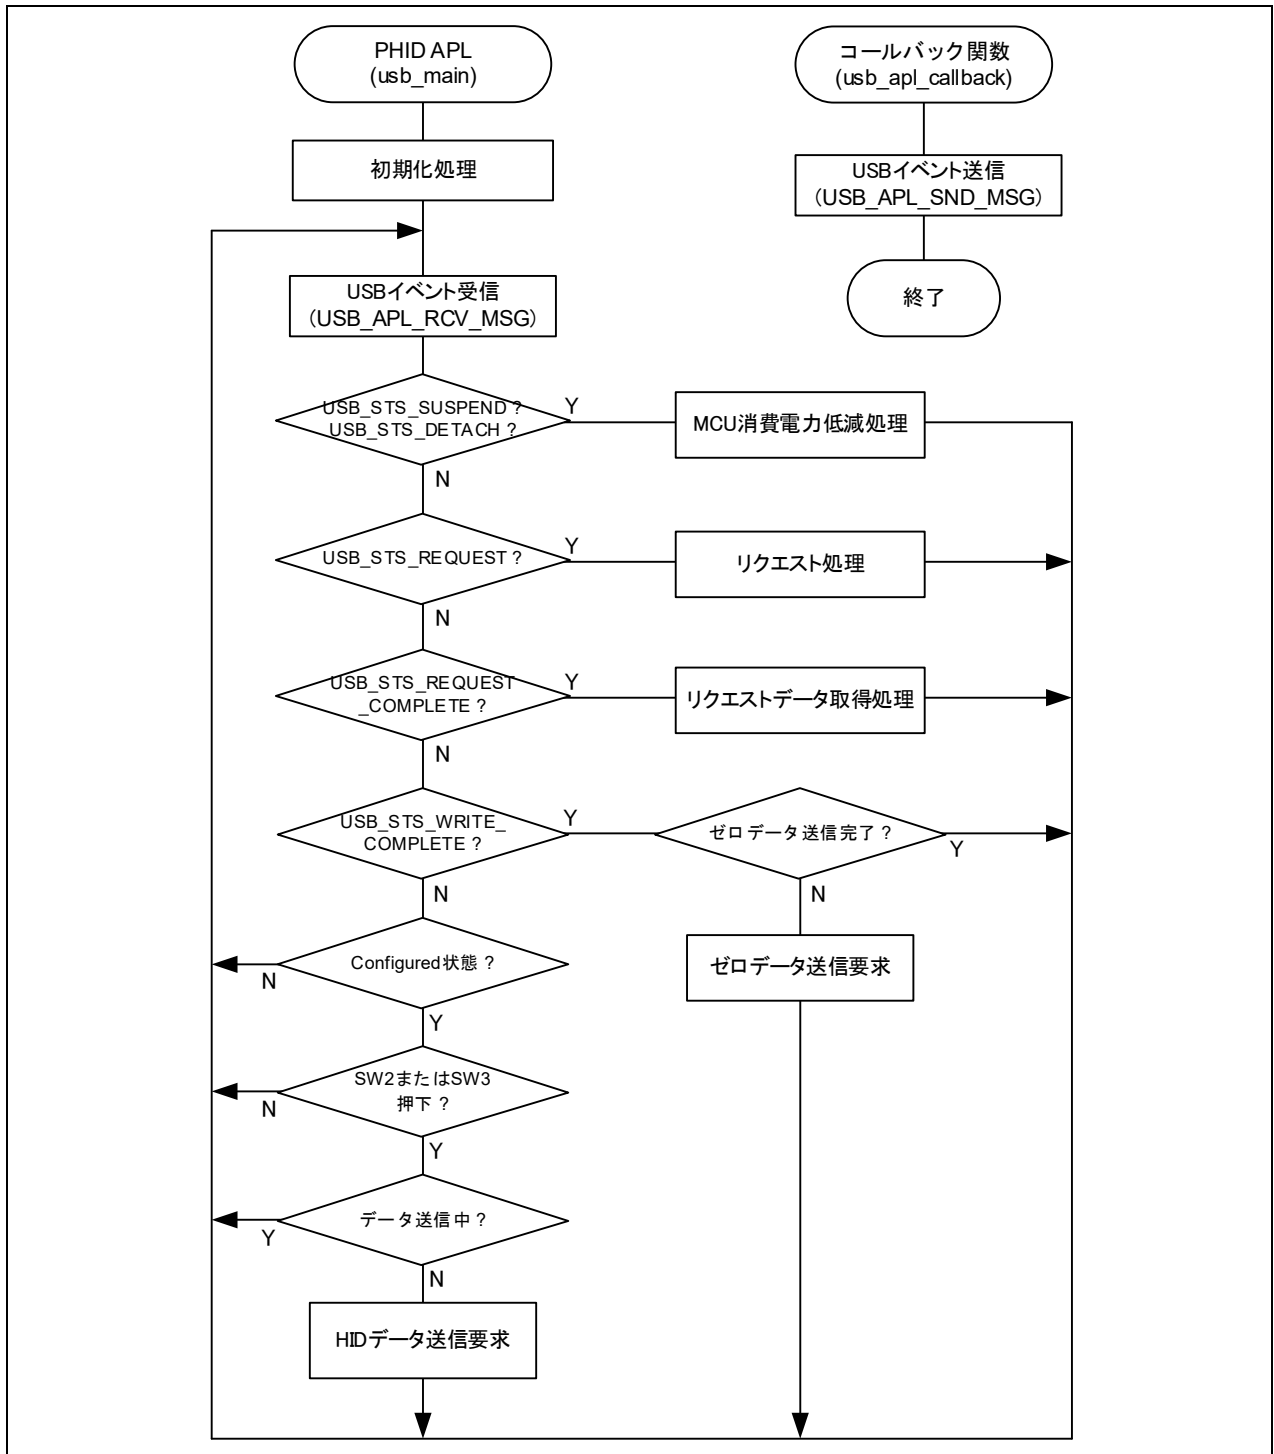 PHID APL
(usb_main)
初期化処理
USBイベント受信
(USB_APL_RCV_MSG)
USB_STS_SUSPEND ?
USB_STS_DETACH ?
Y
MCU消費電力低減処理
N
USB_STS_REQUEST ?
Y
リクエスト処理
N
USB_STS_REQUEST
_COMPLETE ?
Y
リクエストデータ取得処理
N
USB_STS_WRITE_
COMPLETE ?
Y
ゼロデータ送信完了 ?
Y
N
N
ゼロデータ送信要求
Configured状態 ?
N
Y
SW2またはSW3
押下 ?
N
Y
データ送信中 ?
Y
N
HIDデータ送信要求
コールバック関数
(usb_apl_callback)
USBイベント送信
(USB_APL_SND_MSG)
終了